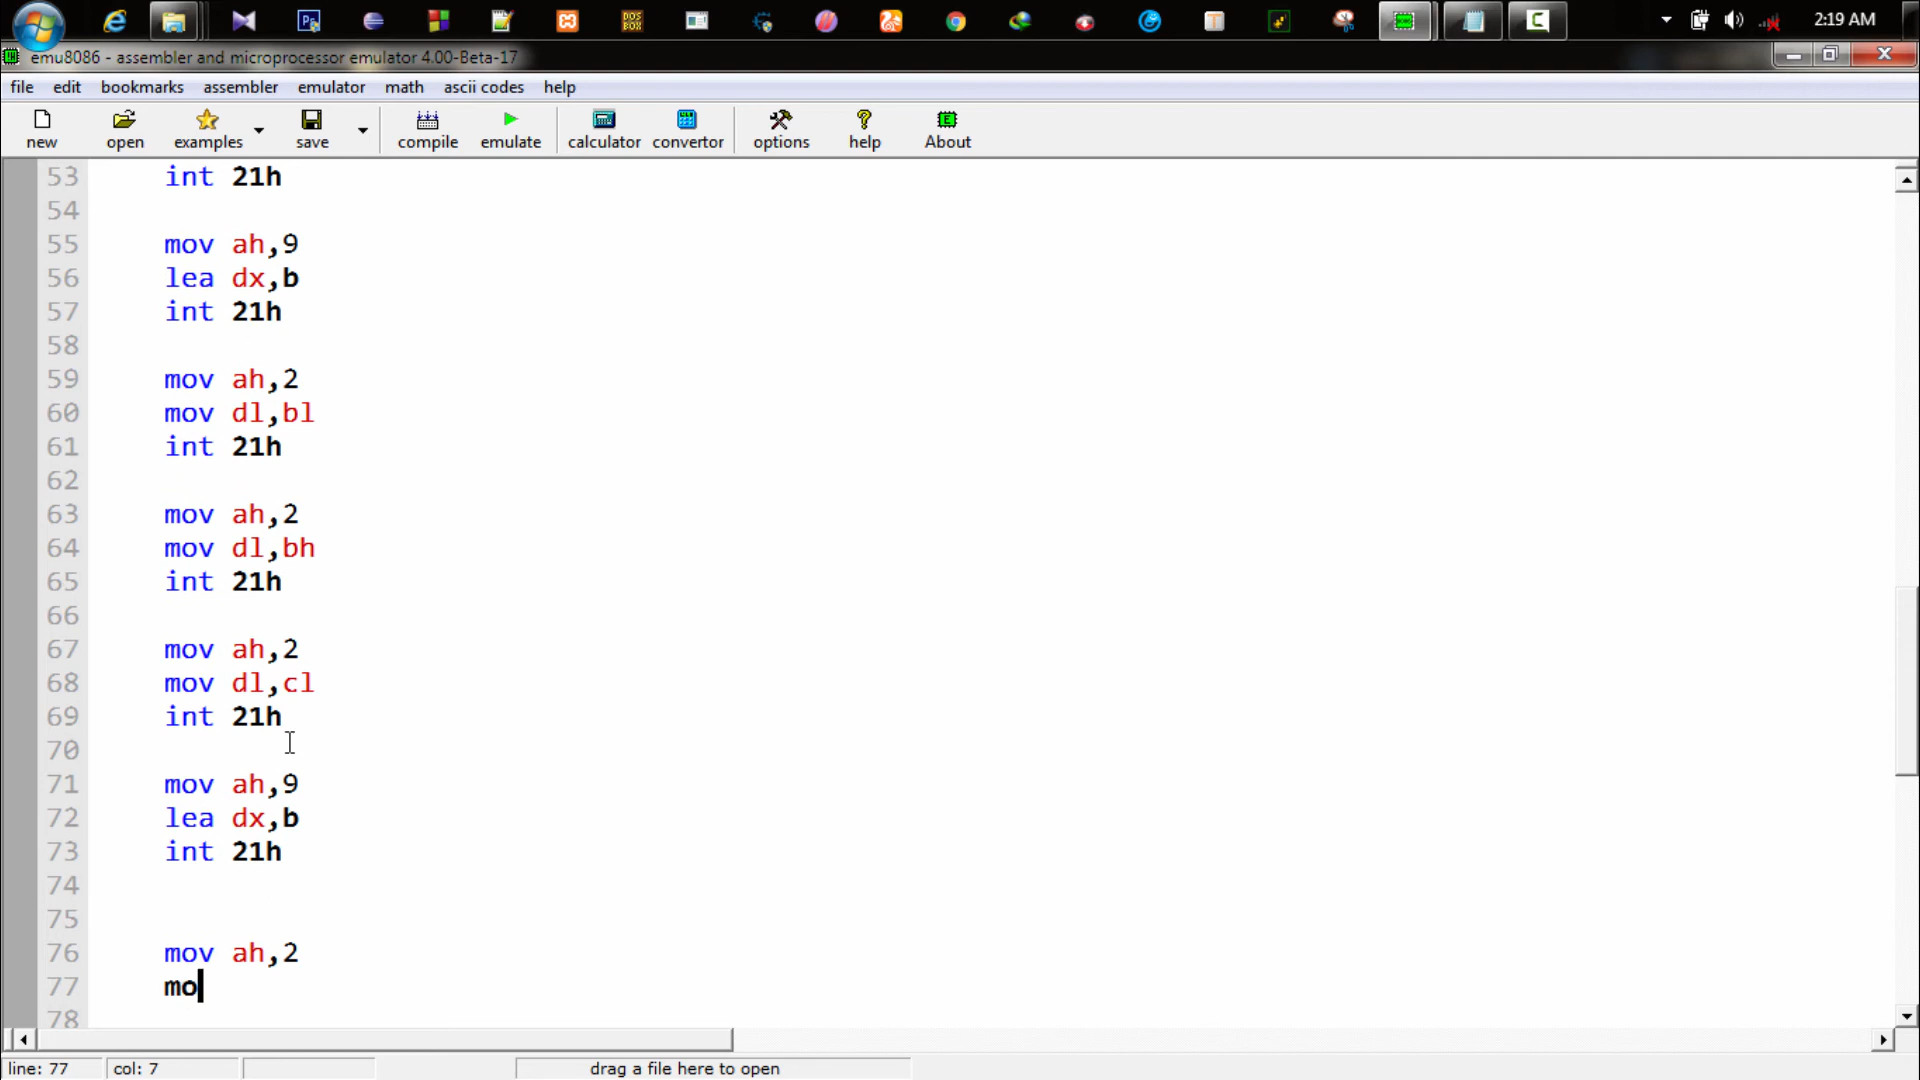 2:19 AM
emu8086 - assembler and microprocessor emulator 4.00-Beta-17
file edit bookmarks assembler emulator math ascii codes help
new open examples save compile emulate calculator convertor options help About
53 int 21h
54
55 mov ah,9
56 lea dx,b
57 int 21h
58
59 mov ah,2
60 mov dl,bl
61 int 21h
62
63 mov ah,2
64 mov dl,bh
65 int 21h
66
67 mov ah,2
68 mov dl,cl
69 int 21h
70
71 mov ah,9
72 lea dx,b
73 int 21h
74
75
76 mov ah,2
77 mo
78
line: 77 col: 7 drag a file here to open